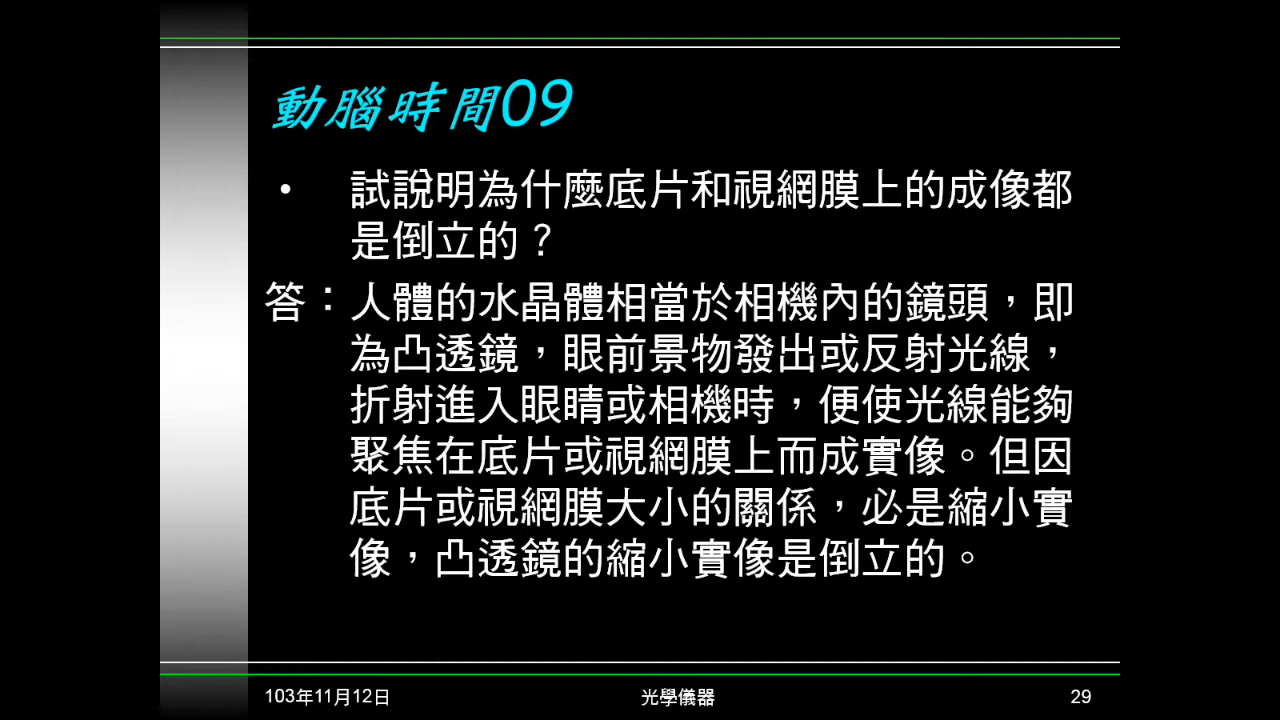 動腦時間09
• 試說明為什麼底片和視網膜上的成像都
是倒立的？
答：人體的水晶體相當於相機內的鏡頭，即
為凸透鏡，眼前景物發出或反射光線，
折射進入眼睛或相機時，便使光線能夠
聚焦在底片或視網膜上而成實像。但因
底片或視網膜大小的關係，必是縮小實
像，凸透鏡的縮小實像是倒立的。
103年11月12日
光學儀器
29